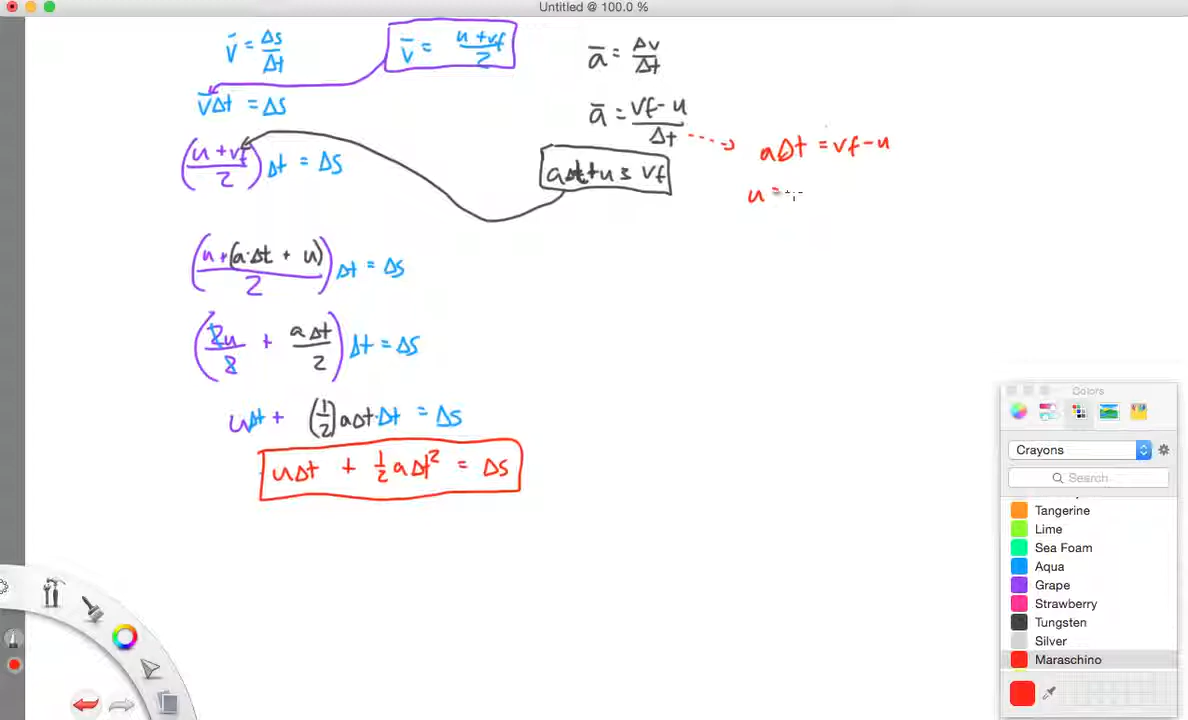 Untitled @ 100.0 %
v̄ = Δs/Δt
v̄ = u + vf/2
ā = Δv/Δt
v̄Δt = Δs
ā = vf - u/Δt
aΔt = vf - u
(u + vf/2) Δt = Δs
aΔt + u = vf
u =
(u + (a·Δt + u)/2) Δt = Δs
(2u/2 + aΔt/2) Δt = Δs
uΔt + (1/2) aΔt·Δt = Δs
uΔt + 1/2 aΔt² = Δs
Colors
Crayons
Search
Tangerine
Lime
Sea Foam
Aqua
Grape
Strawberry
Tungsten
Silver
Maraschino